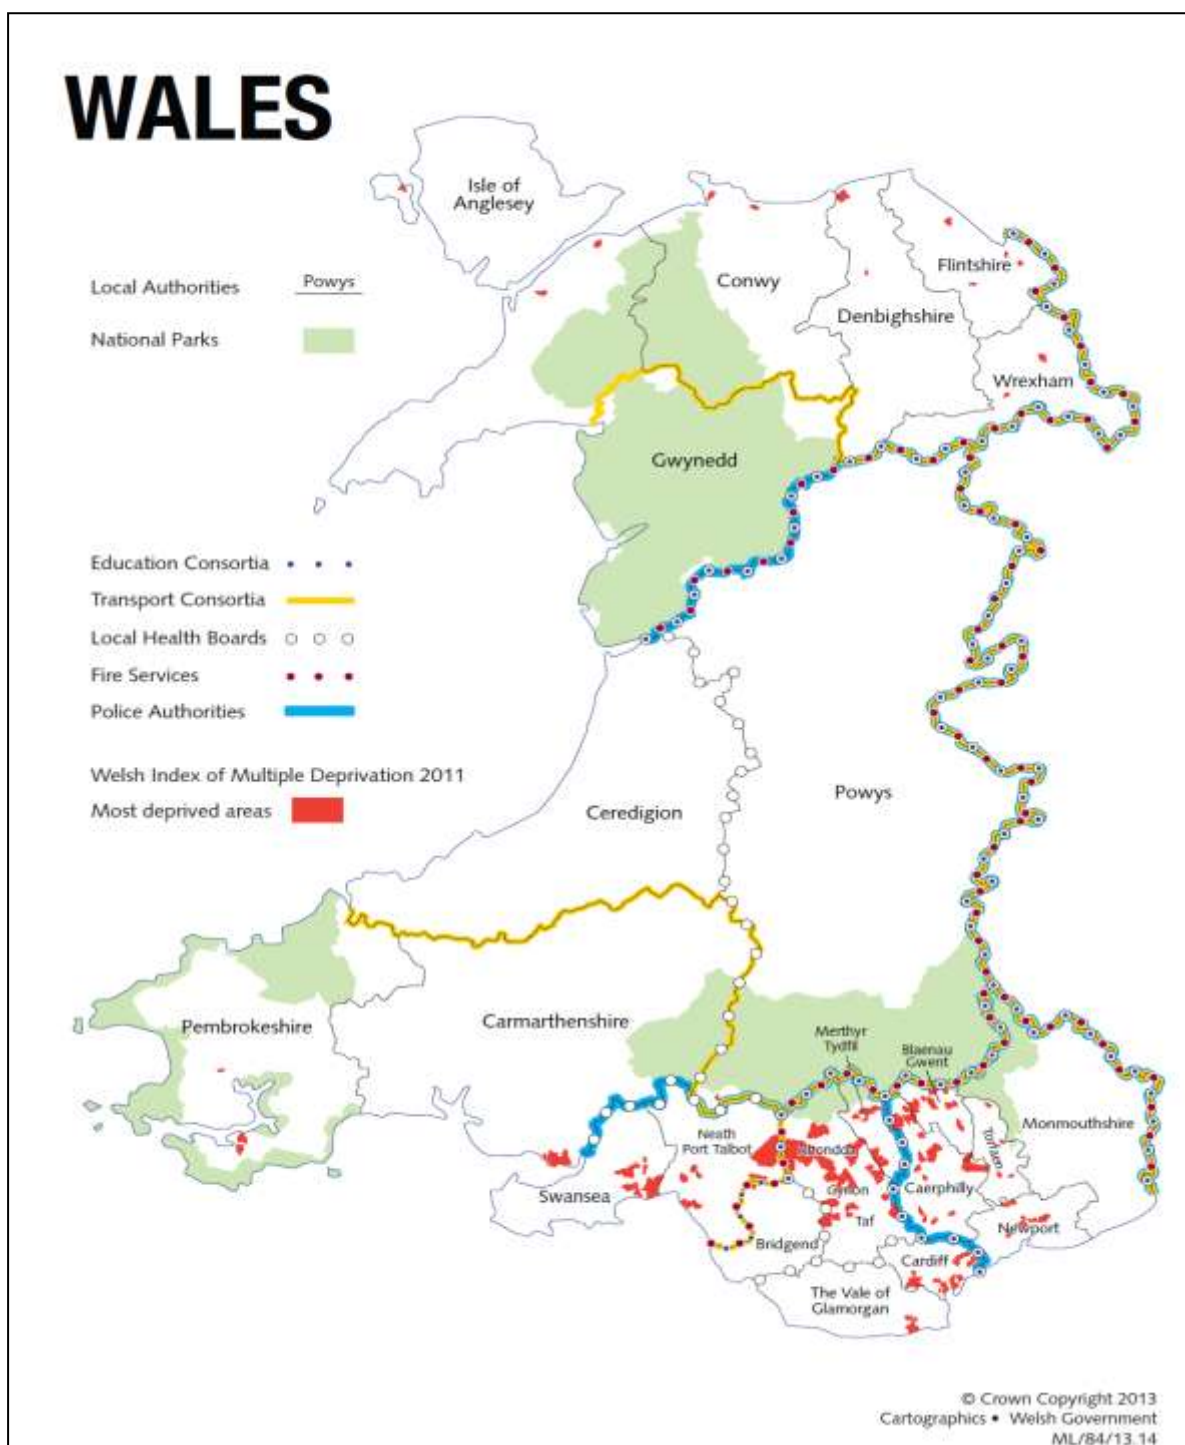 WALES
Isle of
Anglesey
Local Authorities Powys
National Parks
Conwy
Flintshire
Denbighshire
Wrexham
Gwynedd
Education Consortia
Transport Consortia
Local Health Boards
Fire Services
Police Authorities
Welsh Index of Multiple Deprivation 2011
Most deprived areas
Powys
Ceredigion
Pembrokeshire
Carmarthenshire
Merthyr
Tydfil
Blaenau
Gwent
Monmouthshire
Torfaen
Neath
Port Talbot
Rhondda
Cynon
Taf
Caerphilly
Swansea
Newport
Bridgend
Cardiff
The Vale of
Glamorgan
© Crown Copyright 2013
Cartographics • Welsh Government
ML/84/13.14